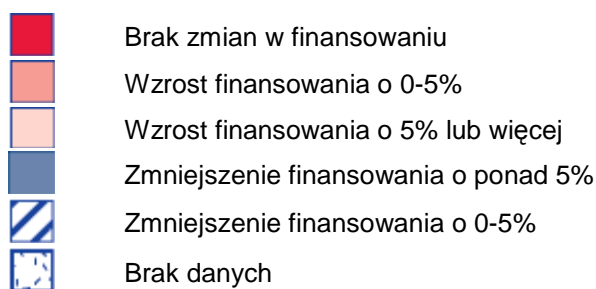 Brak zmian w finansowaniu
Wzrost finansowania o 0-5%
Wzrost finansowania o 5% lub więcej
Zmniejszenie finansowania o ponad 5%
Zmniejszenie finansowania o 0-5%
Brak danych